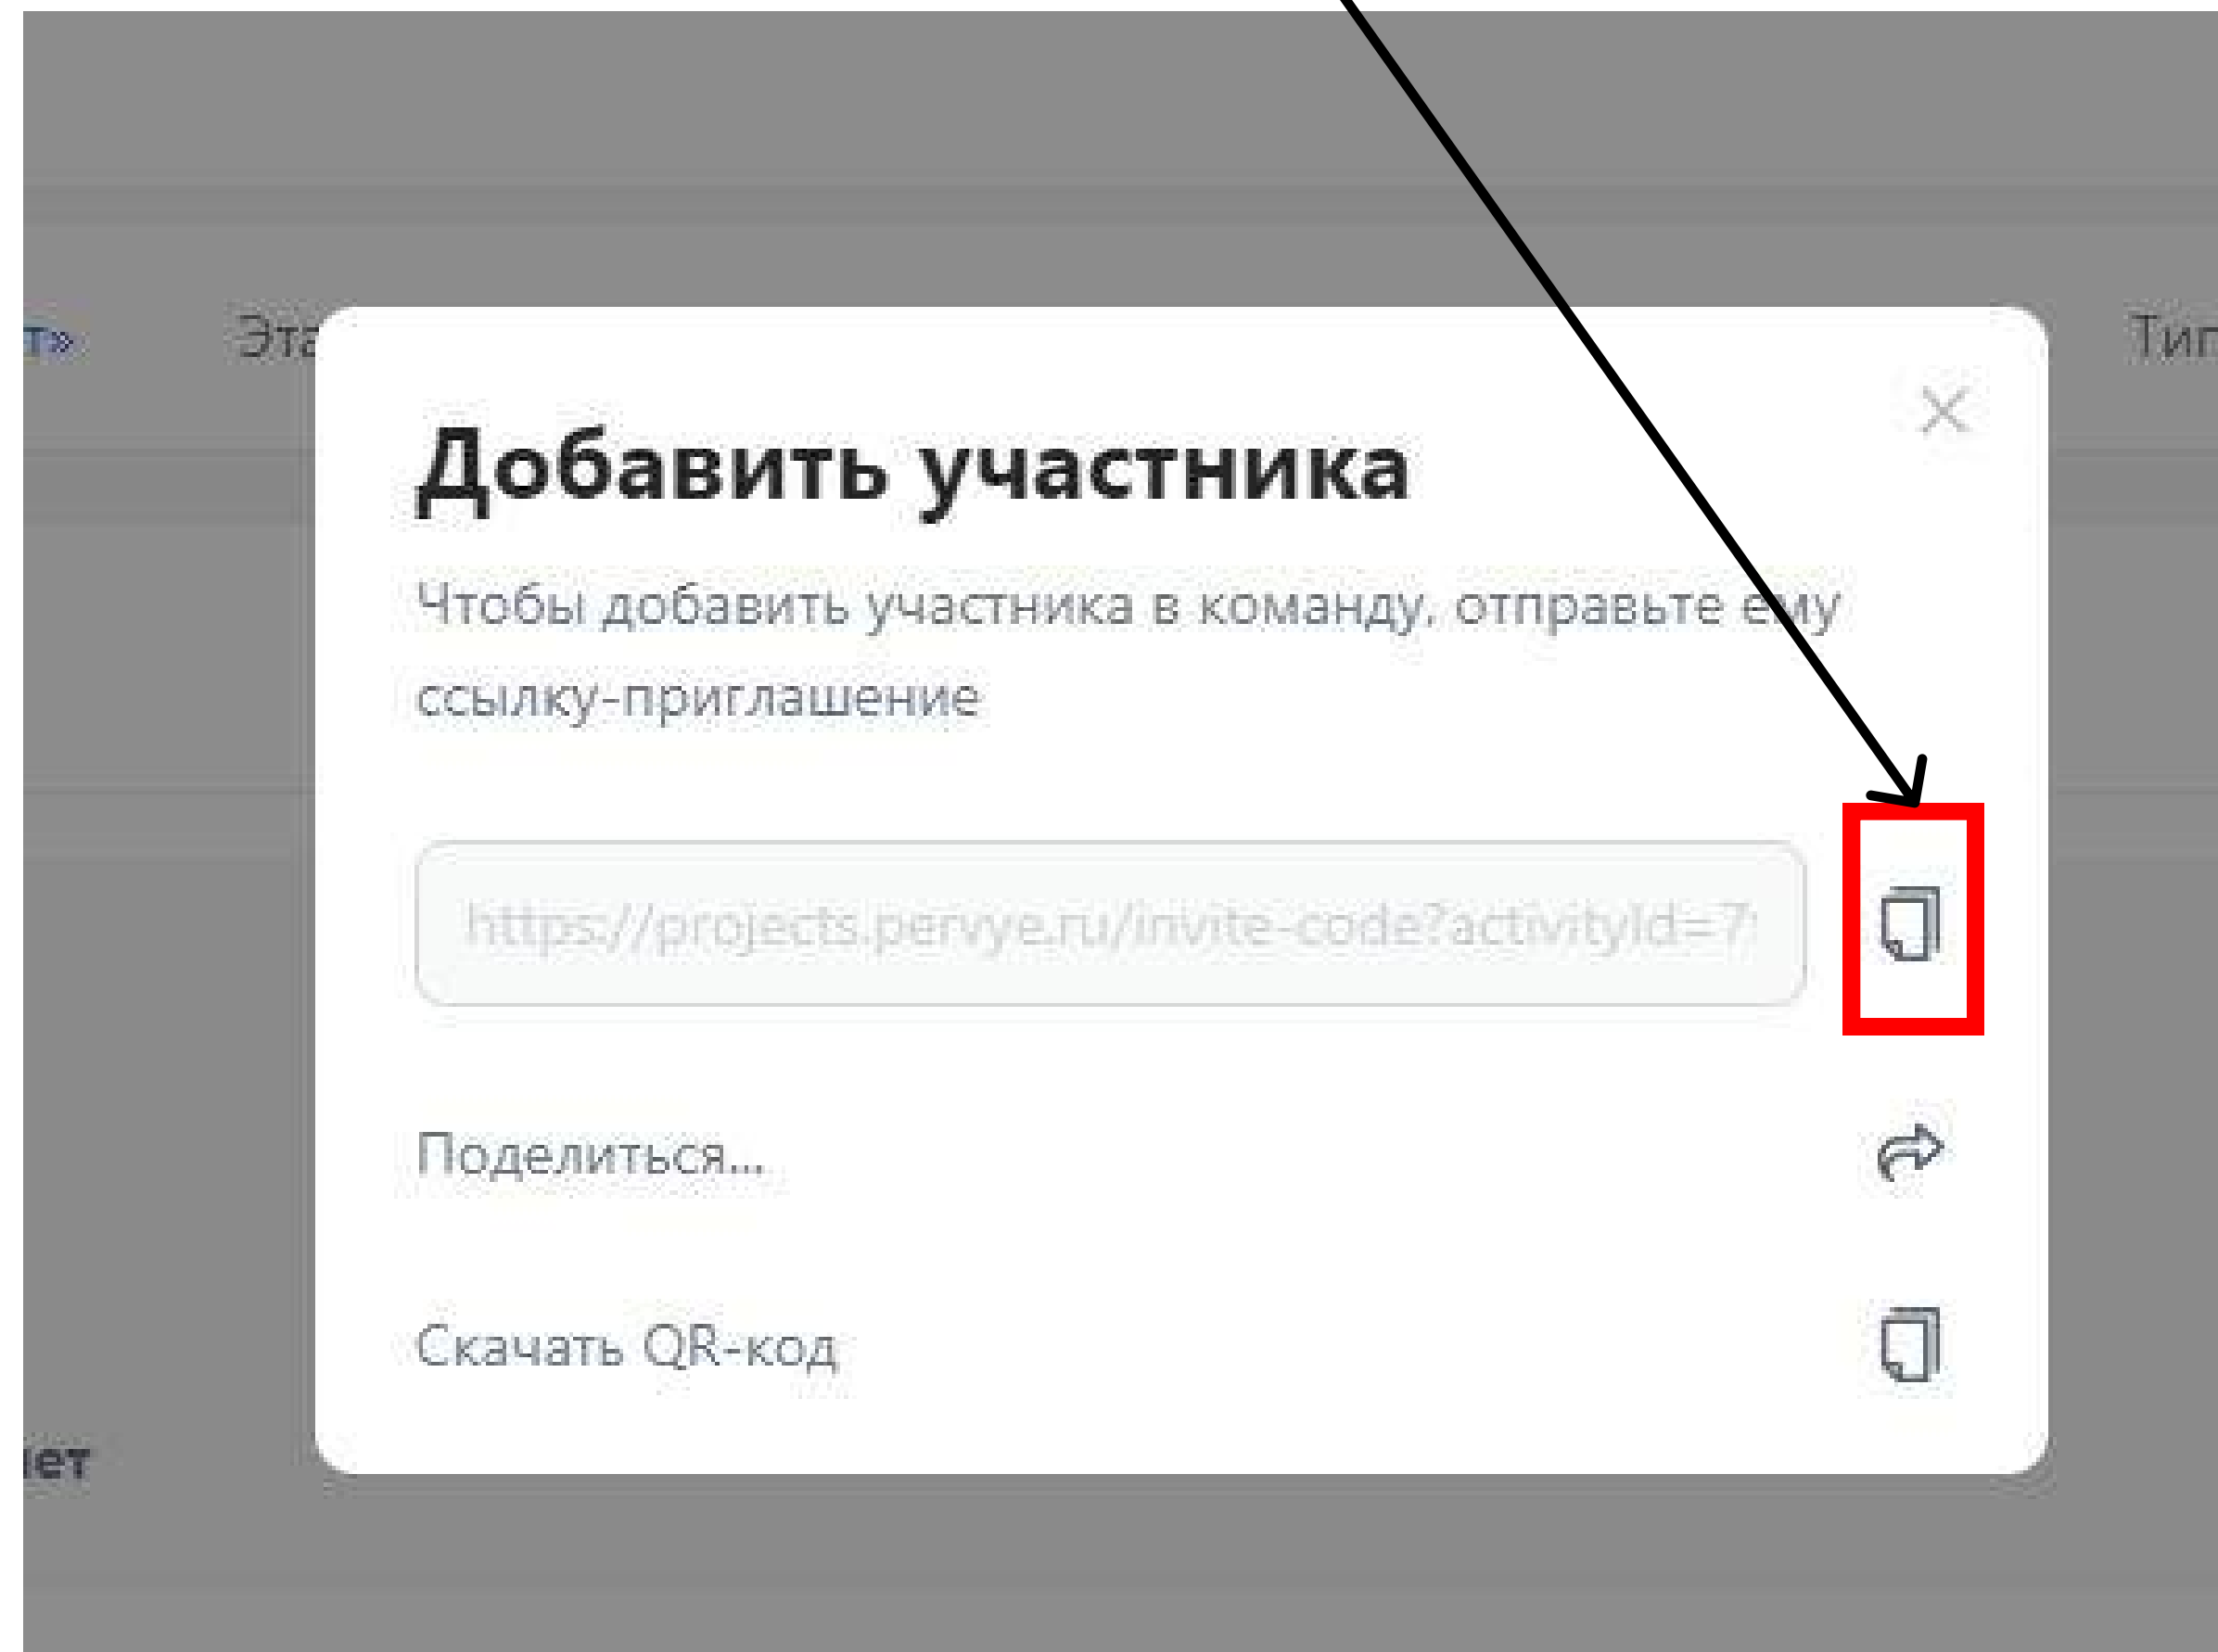 Добавить участника
Чтобы добавить участника в команду, отправьте ему
ссылку-приглашение
https://projects.pervye.ru/invite-code?activityId=7
Поделиться...
Скачать QR-код